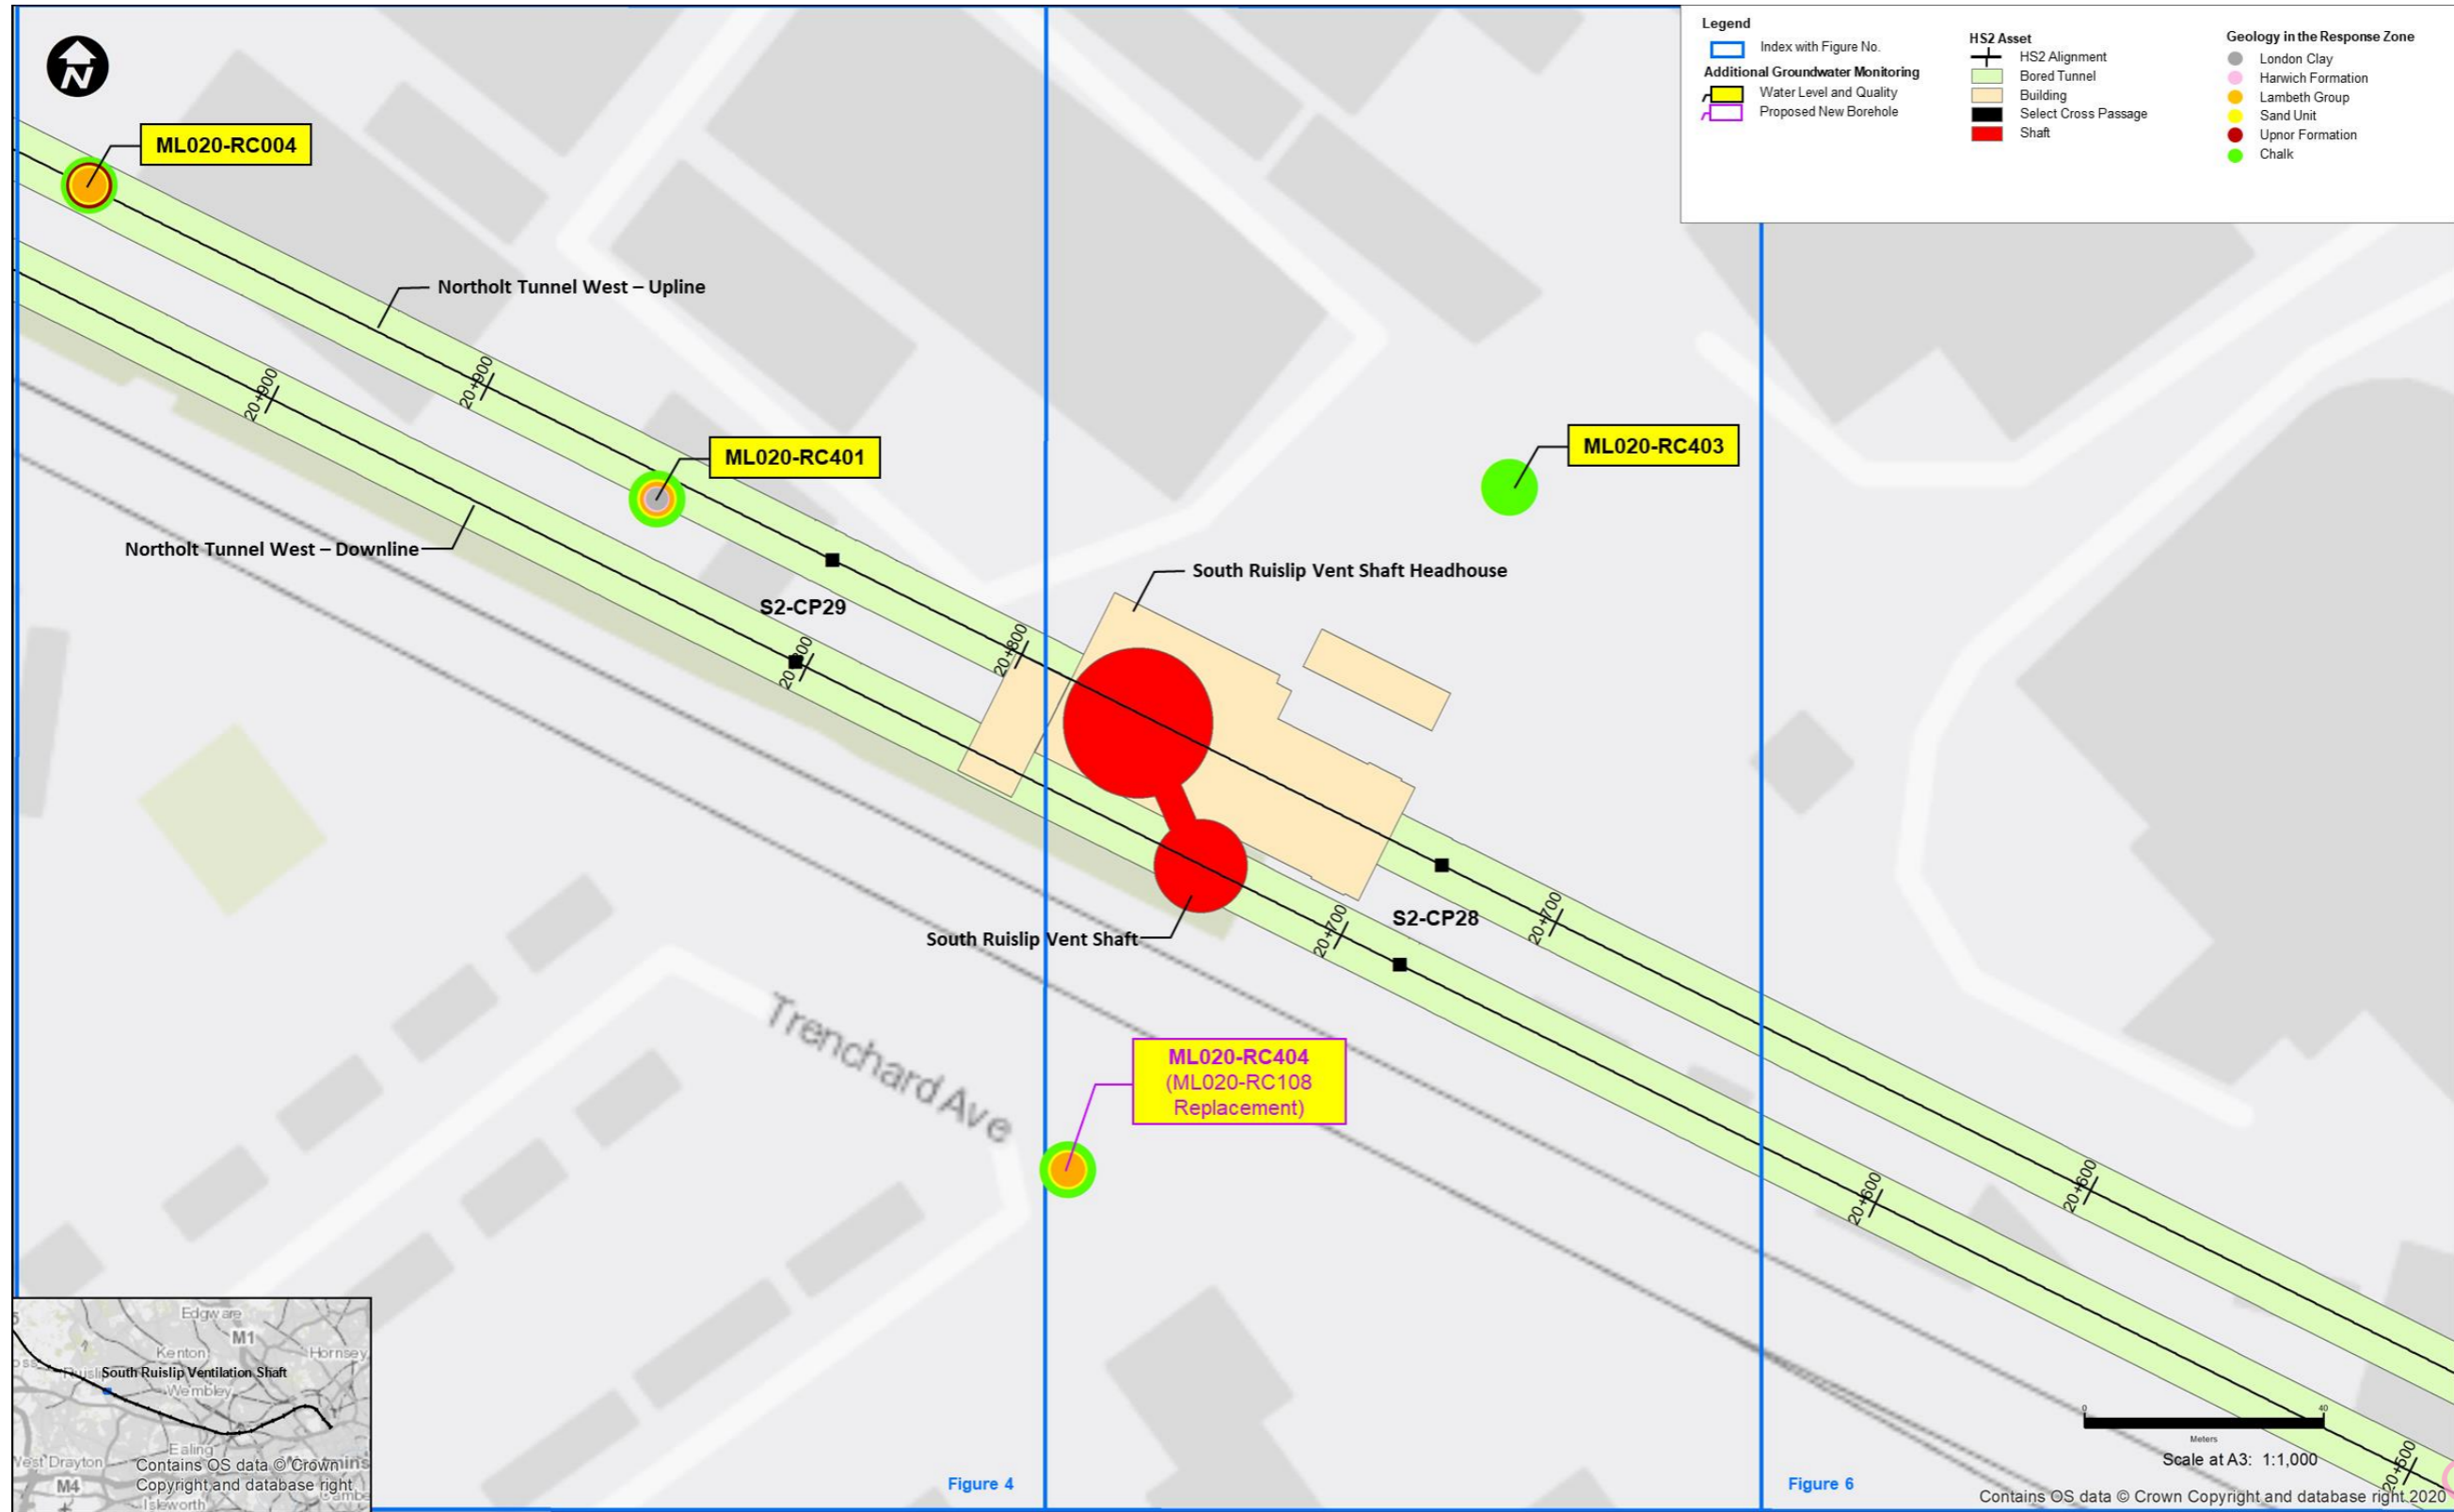 N
Legend
Index with Figure No.
Additional Groundwater Monitoring
Water Level and Quality
Proposed New Borehole
HS2 Asset
HS2 Alignment
Bored Tunnel
Building
Select Cross Passage
Shaft
Geology in the Response Zone
London Clay
Harwich Formation
Lambeth Group
Sand Unit
Upnor Formation
Chalk
ML020-RC004
Northolt Tunnel West – Upline
20+900
20+900
ML020-RC401
ML020-RC403
Northolt Tunnel West – Downline
South Ruislip Vent Shaft Headhouse
S2-CP29
20+800
20+800
S2-CP28
20+700
20+700
South Ruislip Vent Shaft
Trenchard Ave
ML020-RC404
(ML020-RC108
Replacement)
20+600
20+600
20+500
Edgware
M1
Kenton
Hornsey
South Ruislip Ventilation Shaft
Wembley
Ealing
West Drayton
M4
Isleworth
Contains OS data © Crown
Copyright and database right
Figure 4
Figure 6
0
40
Meters
Scale at A3: 1:1,000
Contains OS data © Crown Copyright and database right 2020